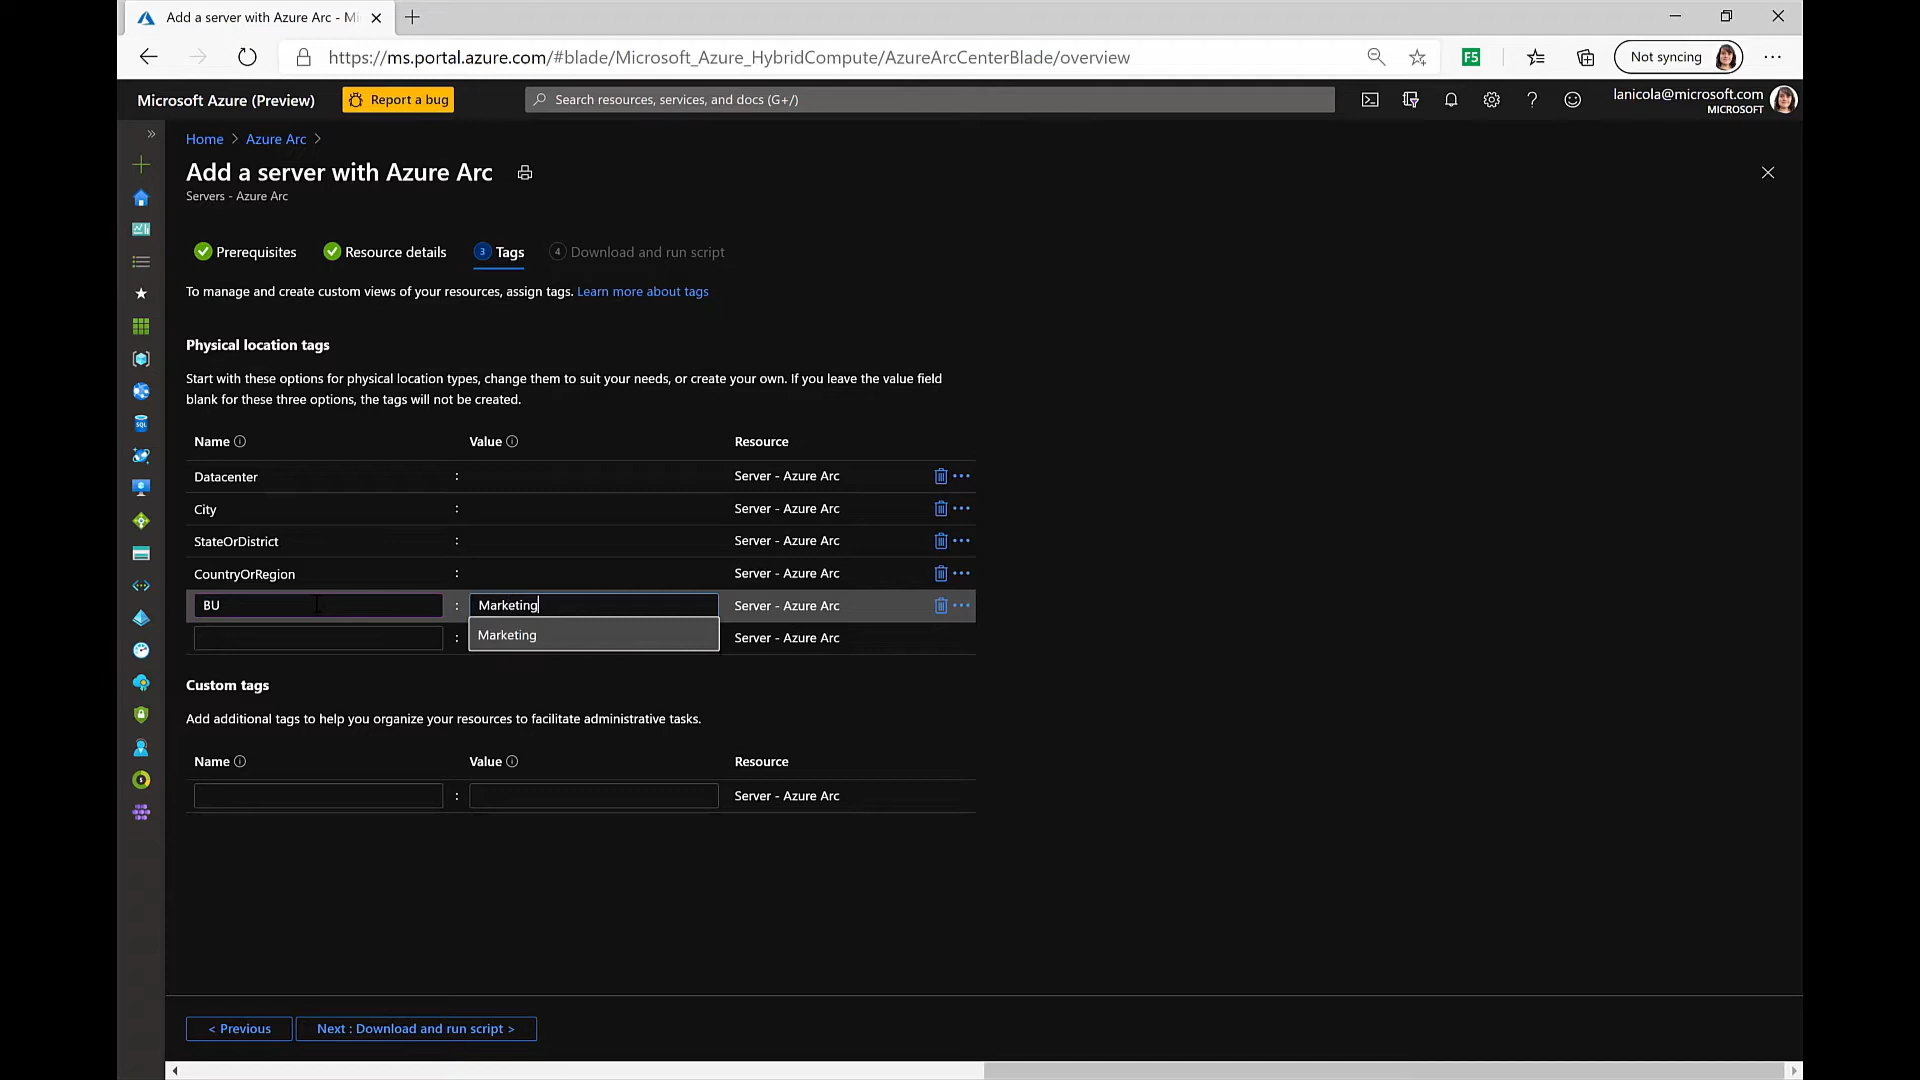 Add a server with Azure Arc - Mi
https://ms.portal.azure.com/#blade/Microsoft_Azure_HybridCompute/AzureArcCenterBlade/overview
F5
Not syncing
Microsoft Azure (Preview)
Report a bug
Search resources, services, and docs (G+/)
lanicola@microsoft.com
MICROSOFT
Home > Azure Arc >
Add a server with Azure Arc
Servers - Azure Arc
Prerequisites
Resource details
3 Tags
4 Download and run script
To manage and create custom views of your resources, assign tags. Learn more about tags
Physical location tags
Start with these options for physical location types, change them to suit your needs, or create your own. If you leave the value field
blank for these three options, the tags will not be created.
Name Value Resource
Datacenter : Server - Azure Arc
City : Server - Azure Arc
StateOrDistrict : Server - Azure Arc
CountryOrRegion : Server - Azure Arc
BU : Marketing Server - Azure Arc
: Marketing Server - Azure Arc
Custom tags
Add additional tags to help you organize your resources to facilitate administrative tasks.
Name Value Resource
: Server - Azure Arc
< Previous
Next : Download and run script >